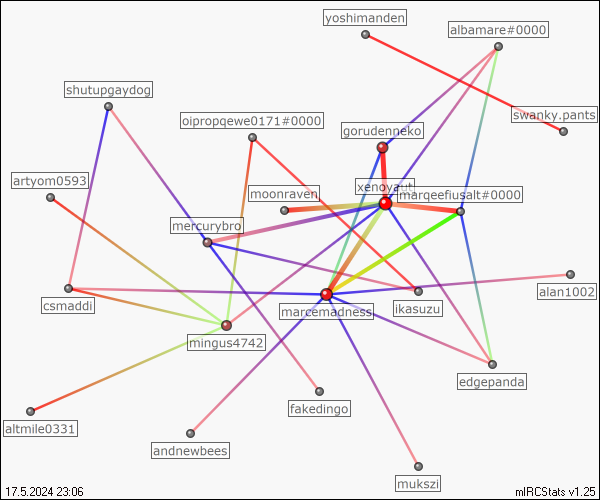 yoshimanden
albamare#0000
shutupgaydog
swanky.pants
oipropqewe0171#0000
gorudenneko
artyom0593
xenoyaut
moonraven
margeefiusalt#0000
mercurybro
csmaddi
alan1002
ikasuzu
marcemadness
mingus4742
edgepanda
fakedingo
altmile0331
andnewbees
mukszi
17.5.2024 23:06
mIRCStats v1.25